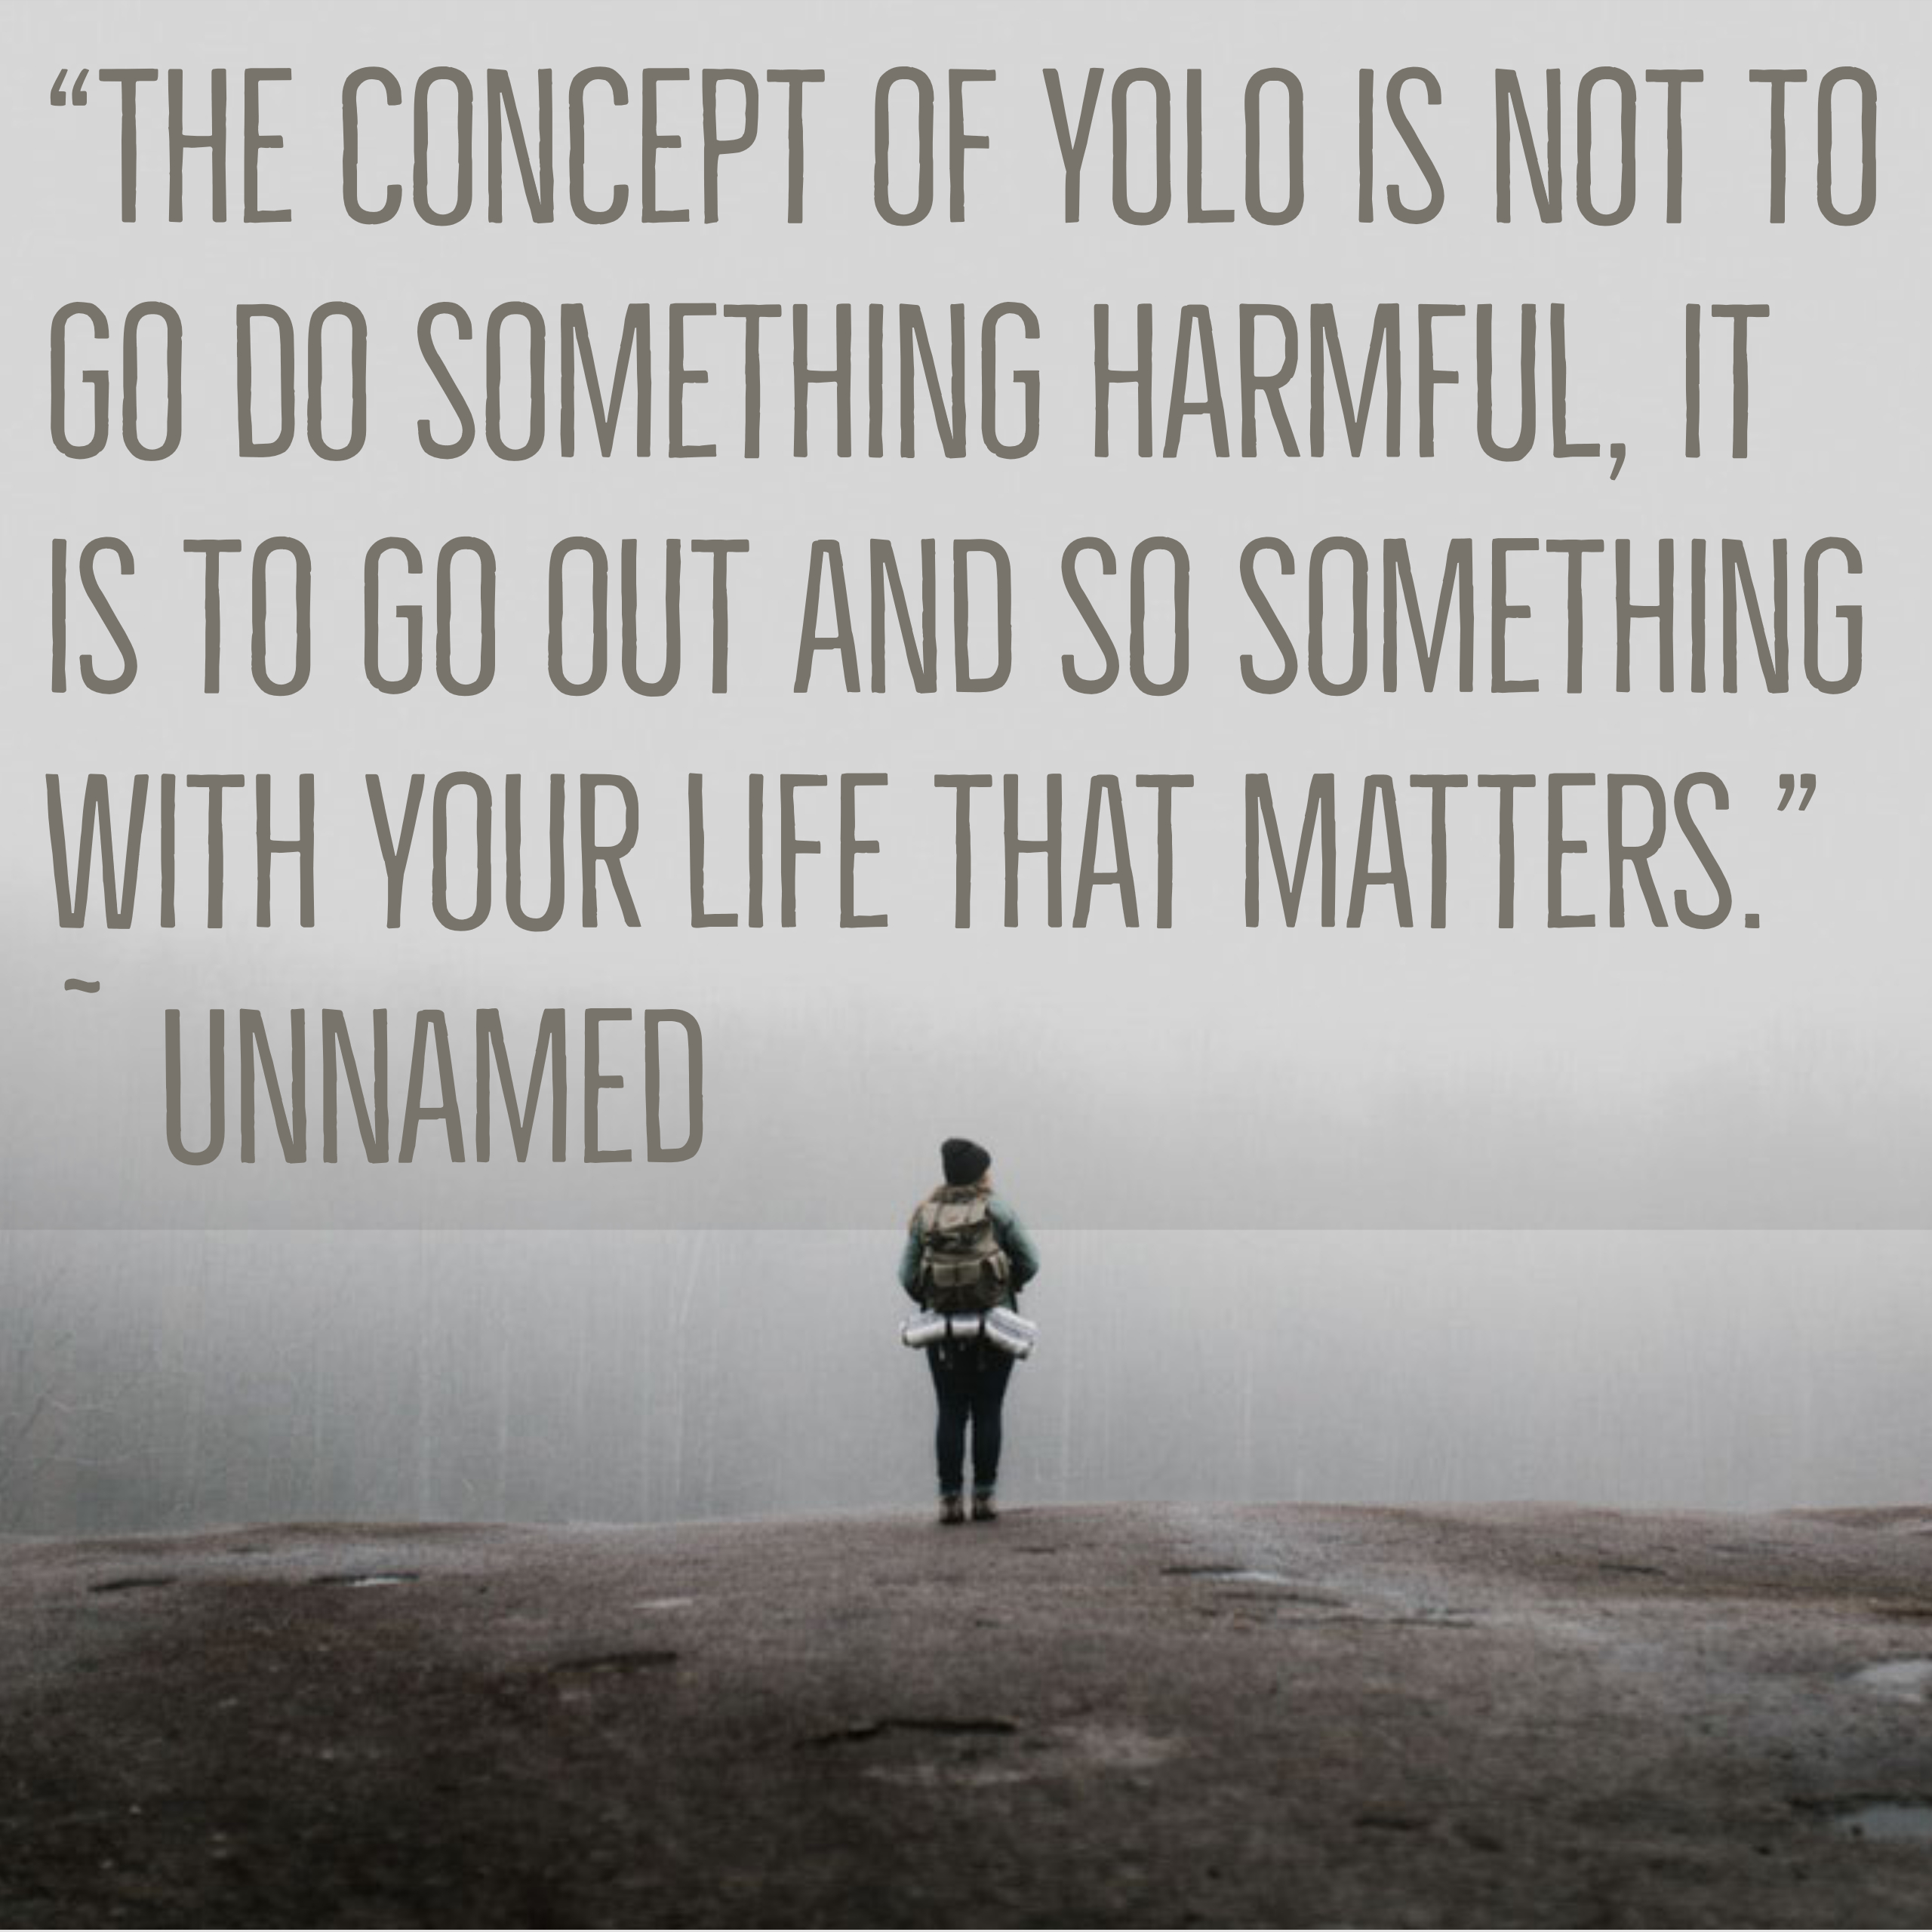 “THE CONCEPT OF YOLO IS NOT TO
GO DO SOMETHING HARMFUL, IT
IS TO GO OUT AND SO SOMETHING
WITH YOUR LIFE THAT MATTERS.”
~ UNNAMED